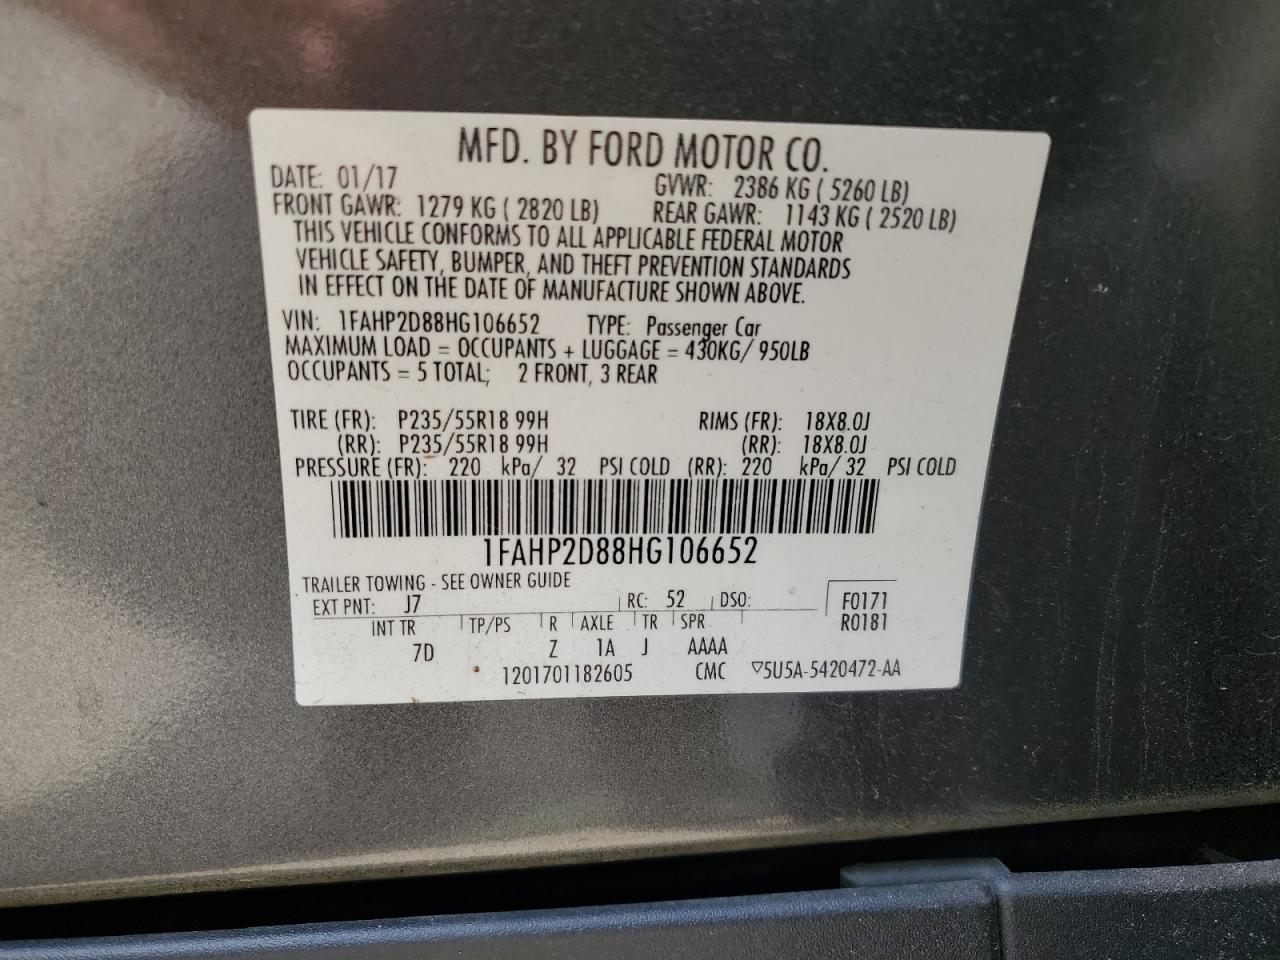 MFD. BY FORD MOTOR CO.
DATE: 01/17 GVWR: 2386 KG ( 5260 LB)
FRONT GAWR: 1279 KG ( 2820 LB) REAR GAWR: 1143 KG ( 2520 LB)
THIS VEHICLE CONFORMS TO ALL APPLICABLE FEDERAL MOTOR
VEHICLE SAFETY, BUMPER, AND THEFT PREVENTION STANDARDS
IN EFFECT ON THE DATE OF MANUFACTURE SHOWN ABOVE.
VIN: 1FAHP2D88HG106652 TYPE: Passenger Car
MAXIMUM LOAD = OCCUPANTS + LUGGAGE = 430KG/ 950LB
OCCUPANTS = 5 TOTAL; 2 FRONT, 3 REAR
TIRE (FR): P235/55R18 99H RIMS (FR): 18X8.0J
(RR): P235/55R18 99H (RR): 18X8.0J
PRESSURE (FR): 220 kPa/ 32 PSI COLD (RR): 220 kPa/ 32 PSI COLD
1FAHP2D88HG106652
TRAILER TOWING - SEE OWNER GUIDE
EXT PNT: J7 RC: 52 DSO: F0171
INT TR TP/PS R AXLE TR SPR R0181
7D Z 1A J AAAA
1201701182605 CMC ▽5U5A-5420472-AA